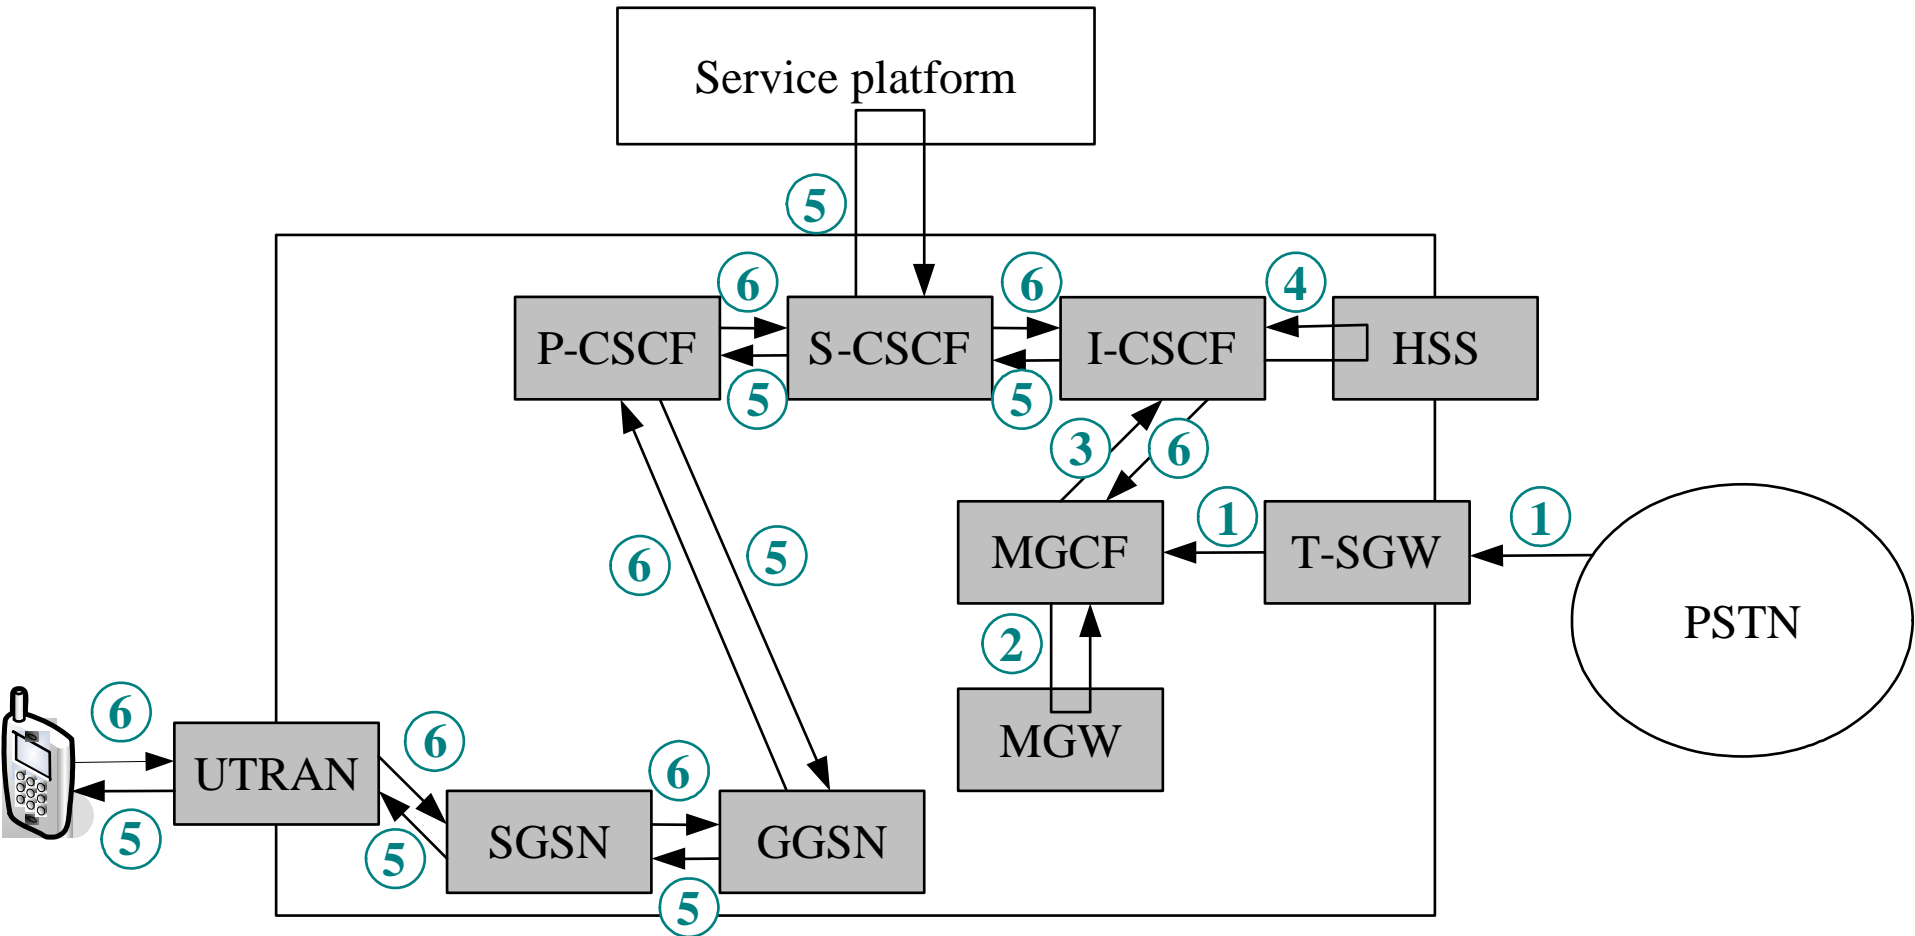 Service platform
5
6
6
4
P-CSCF
S-CSCF
I-CSCF
HSS
5
5
3
6
1
1
MGCF
T-SGW
6
5
PSTN
2
6
6
6
MGW
UTRAN
5
5
SGSN
GGSN
5